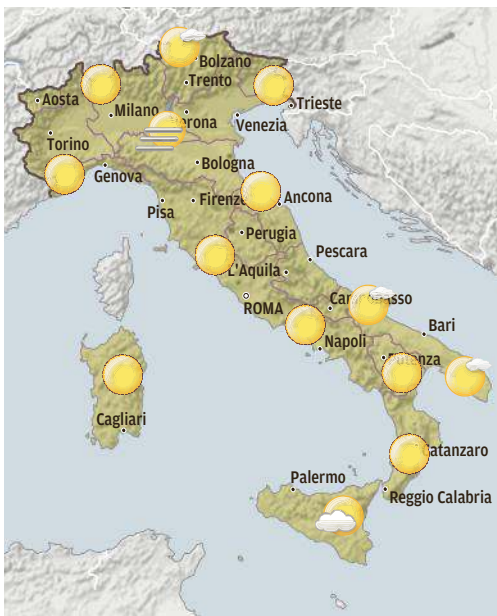 Bolzano
Trento
Aosta
Milano
Trieste
Venezia
Torino
Bologna
Genova
Pisa
Ancona
Perugia
Pescara
L'Aquila
ROMA
Bari
Napoli
Cagliari
Palermo
Reggio Calabria